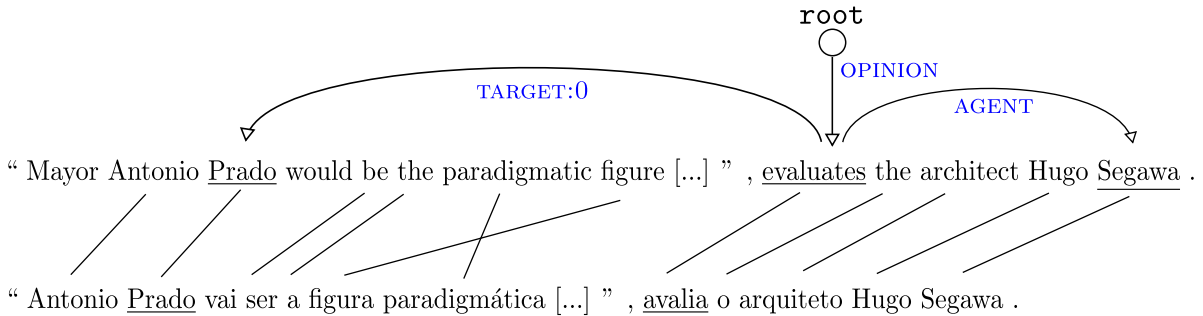 root
OPINION
TARGET:0
AGENT
“ Mayor Antonio Prado would be the paradigmatic figure [...] ” , evaluates the architect Hugo Segawa .
“ Antonio Prado vai ser a figura paradigmática [...] ” , avalia o arquiteto Hugo Segawa .